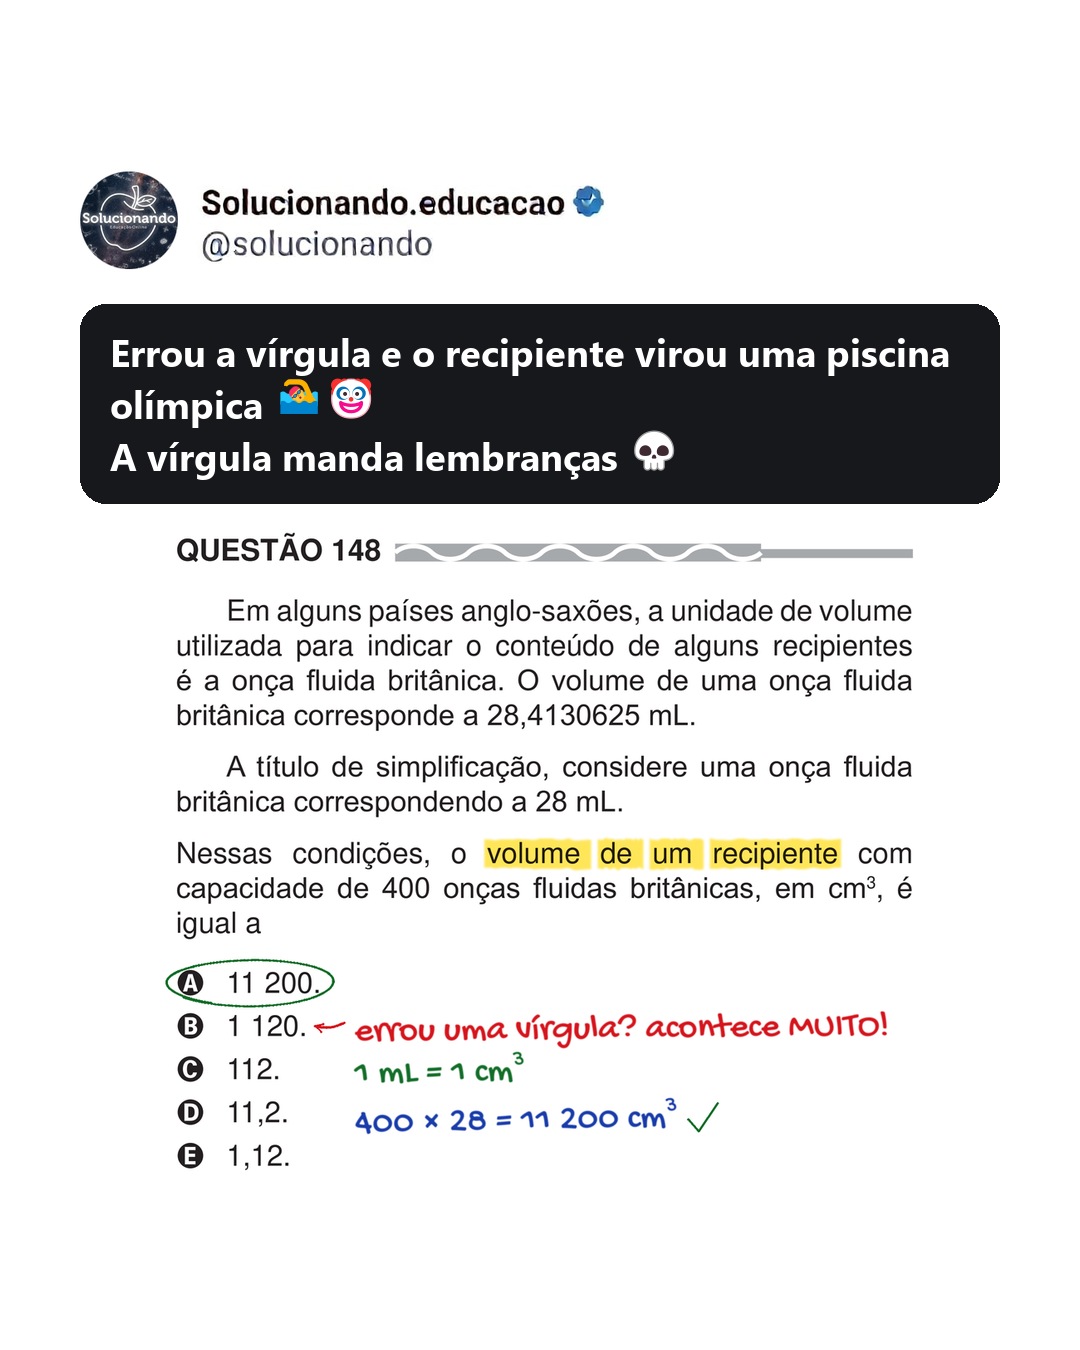 Solucionando
Educação Online
Solucionando.educacao
@solucionando
Errou a vírgula e o recipiente virou uma piscina
olímpica 🏊🤡
A vírgula manda lembranças 💀
QUESTÃO 148
Em alguns países anglo-saxões, a unidade de volume
utilizada para indicar o conteúdo de alguns recipientes
é a onça fluida britânica. O volume de uma onça fluida
britânica corresponde a 28,4130625 mL.
A título de simplificação, considere uma onça fluida
britânica correspondendo a 28 mL.
Nessas condições, o volume de um recipiente com
capacidade de 400 onças fluidas britânicas, em cm³, é
igual a
A 11 200.
B 1 120. ← errou uma vírgula? acontece MUITO!
C 112. 1 mL = 1 cm³
D 11,2. 400 × 28 = 11 200 cm³ ✓
E 1,12.